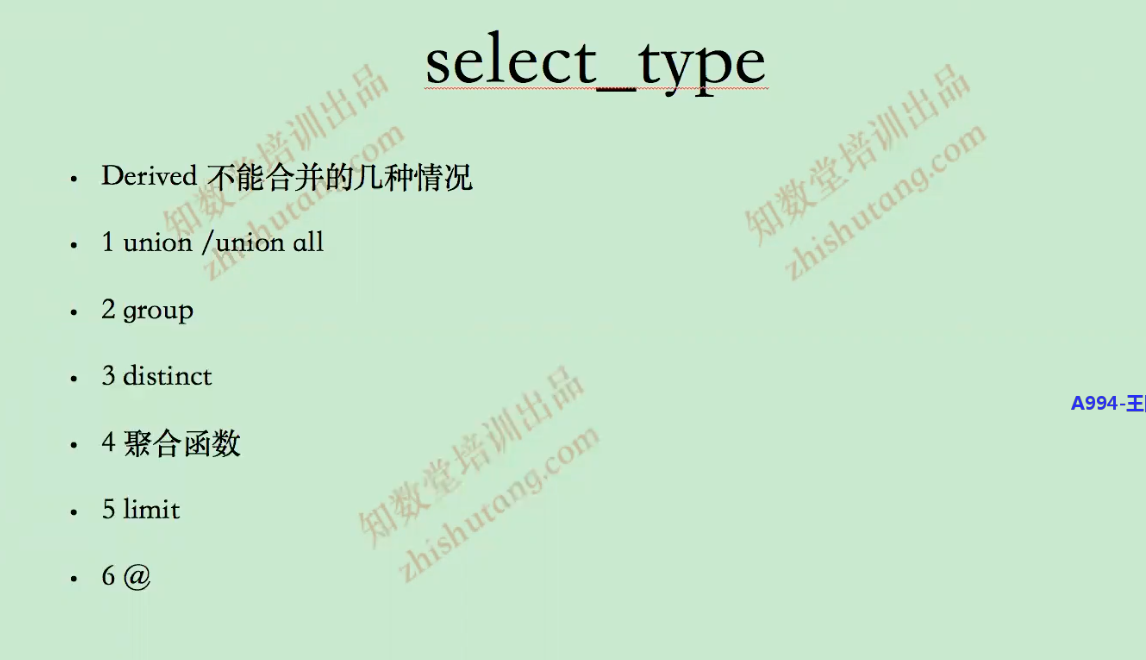 select_type
知数堂培训出品
zhishutang.com
知数堂培训出品
zhishutang.com
• Derived 不能合并的几种情况
• 1 union /union all
• 2 group
• 3 distinct
A994-王
• 4 聚合函数
知数堂培训出品
zhishutang.com
• 5 limit
• 6 @